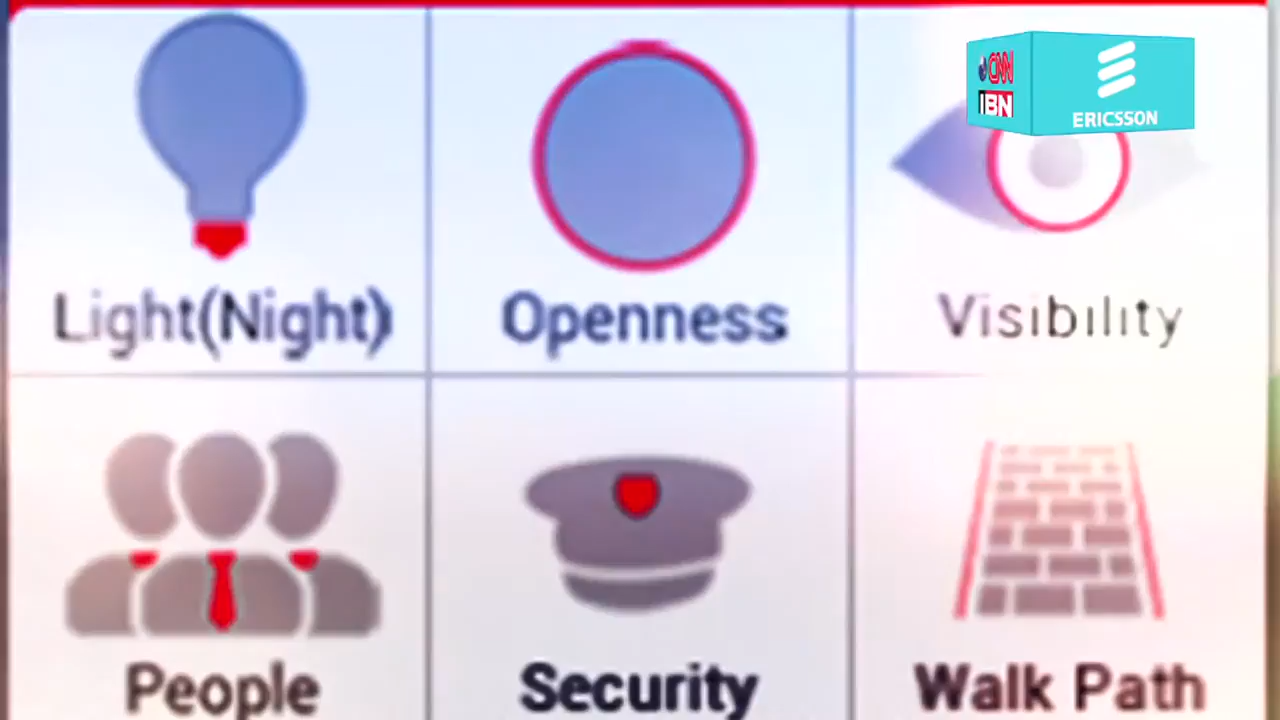 CNN
IBN
ERICSSON
Light(Night)
Openness
Visibility
People
Security
Walk Path